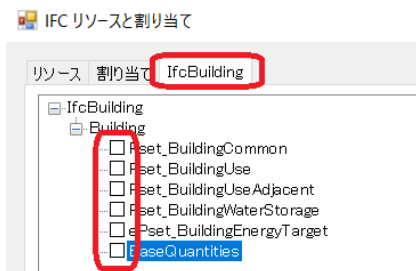 IFC リソースと割り当て
リソース 割り当て IfcBuilding
IfcBuilding
Building
Pset_BuildingCommon
Pset_BuildingUse
Pset_BuildingUseAdjacent
Pset_BuildingWaterStorage
ePset_BuildingEnergyTarget
BaseQuantities